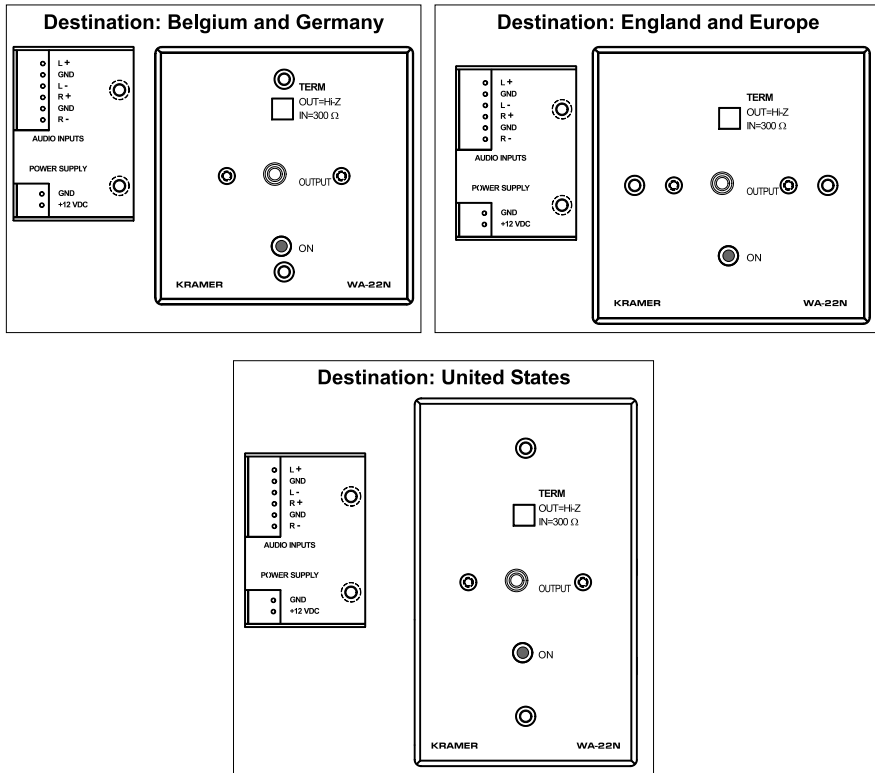 Destination: Belgium and Germany
L +
GND
L -
R +
GND
R -
AUDIO INPUTS
POWER SUPPLY
GND
+12 VDC
TERM
OUT=Hi-Z
IN=300 Ω
OUTPUT
ON
KRAMER WA-22N
Destination: England and Europe
L +
GND
L -
R +
GND
R -
AUDIO INPUTS
POWER SUPPLY
GND
+12 VDC
TERM
OUT=Hi-Z
IN=300 Ω
OUTPUT
ON
KRAMER WA-22N
Destination: United States
L +
GND
L -
R +
GND
R -
AUDIO INPUTS
POWER SUPPLY
GND
+12 VDC
TERM
OUT=Hi-Z
IN=300 Ω
OUTPUT
ON
KRAMER WA-22N